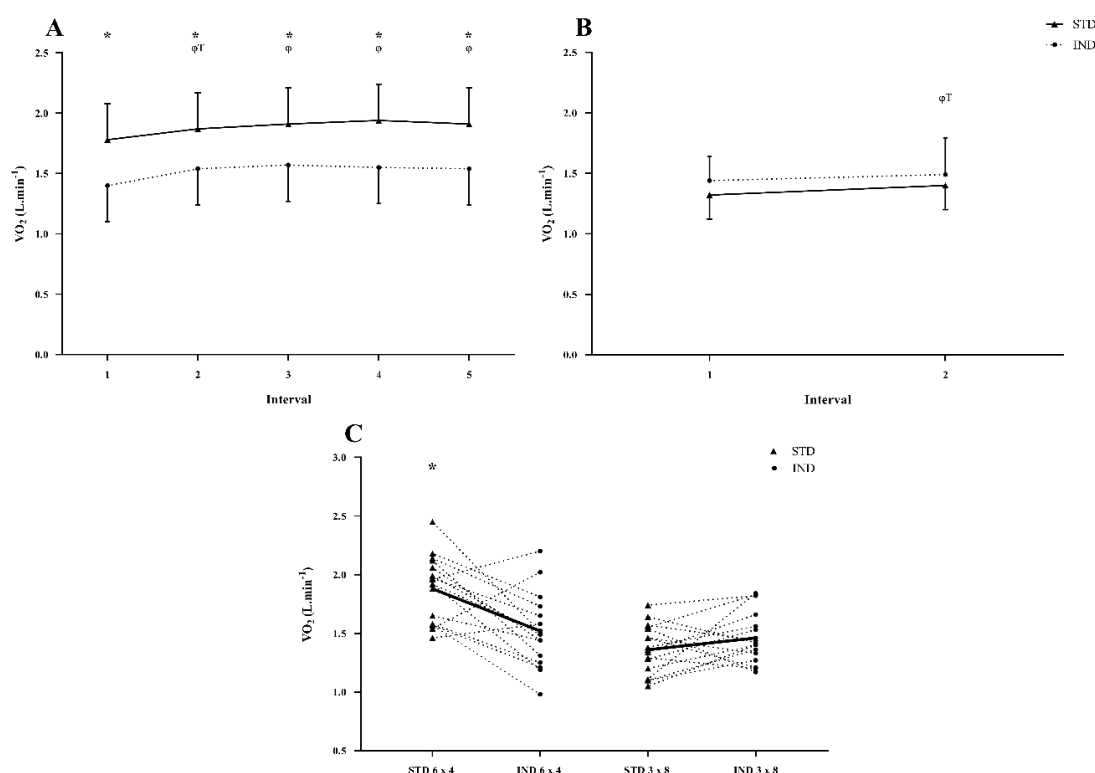 A
* * * * *
φT φ φ φ
2.5
2.0
1.5
1.0
0.5
0.0
VO₂ (L.min⁻¹)
1 2 3 4 5
Interval
B
STD
IND
φT
2.5
2.0
1.5
1.0
0.5
0.0
VO₂ (L.min⁻¹)
1 2
Interval
C
STD
IND
*
3.0
2.5
2.0
1.5
1.0
0.5
VO₂ (L.min⁻¹)
STD 6 x 4 IND 6 x 4 STD 3 x 8 IND 3 x 8